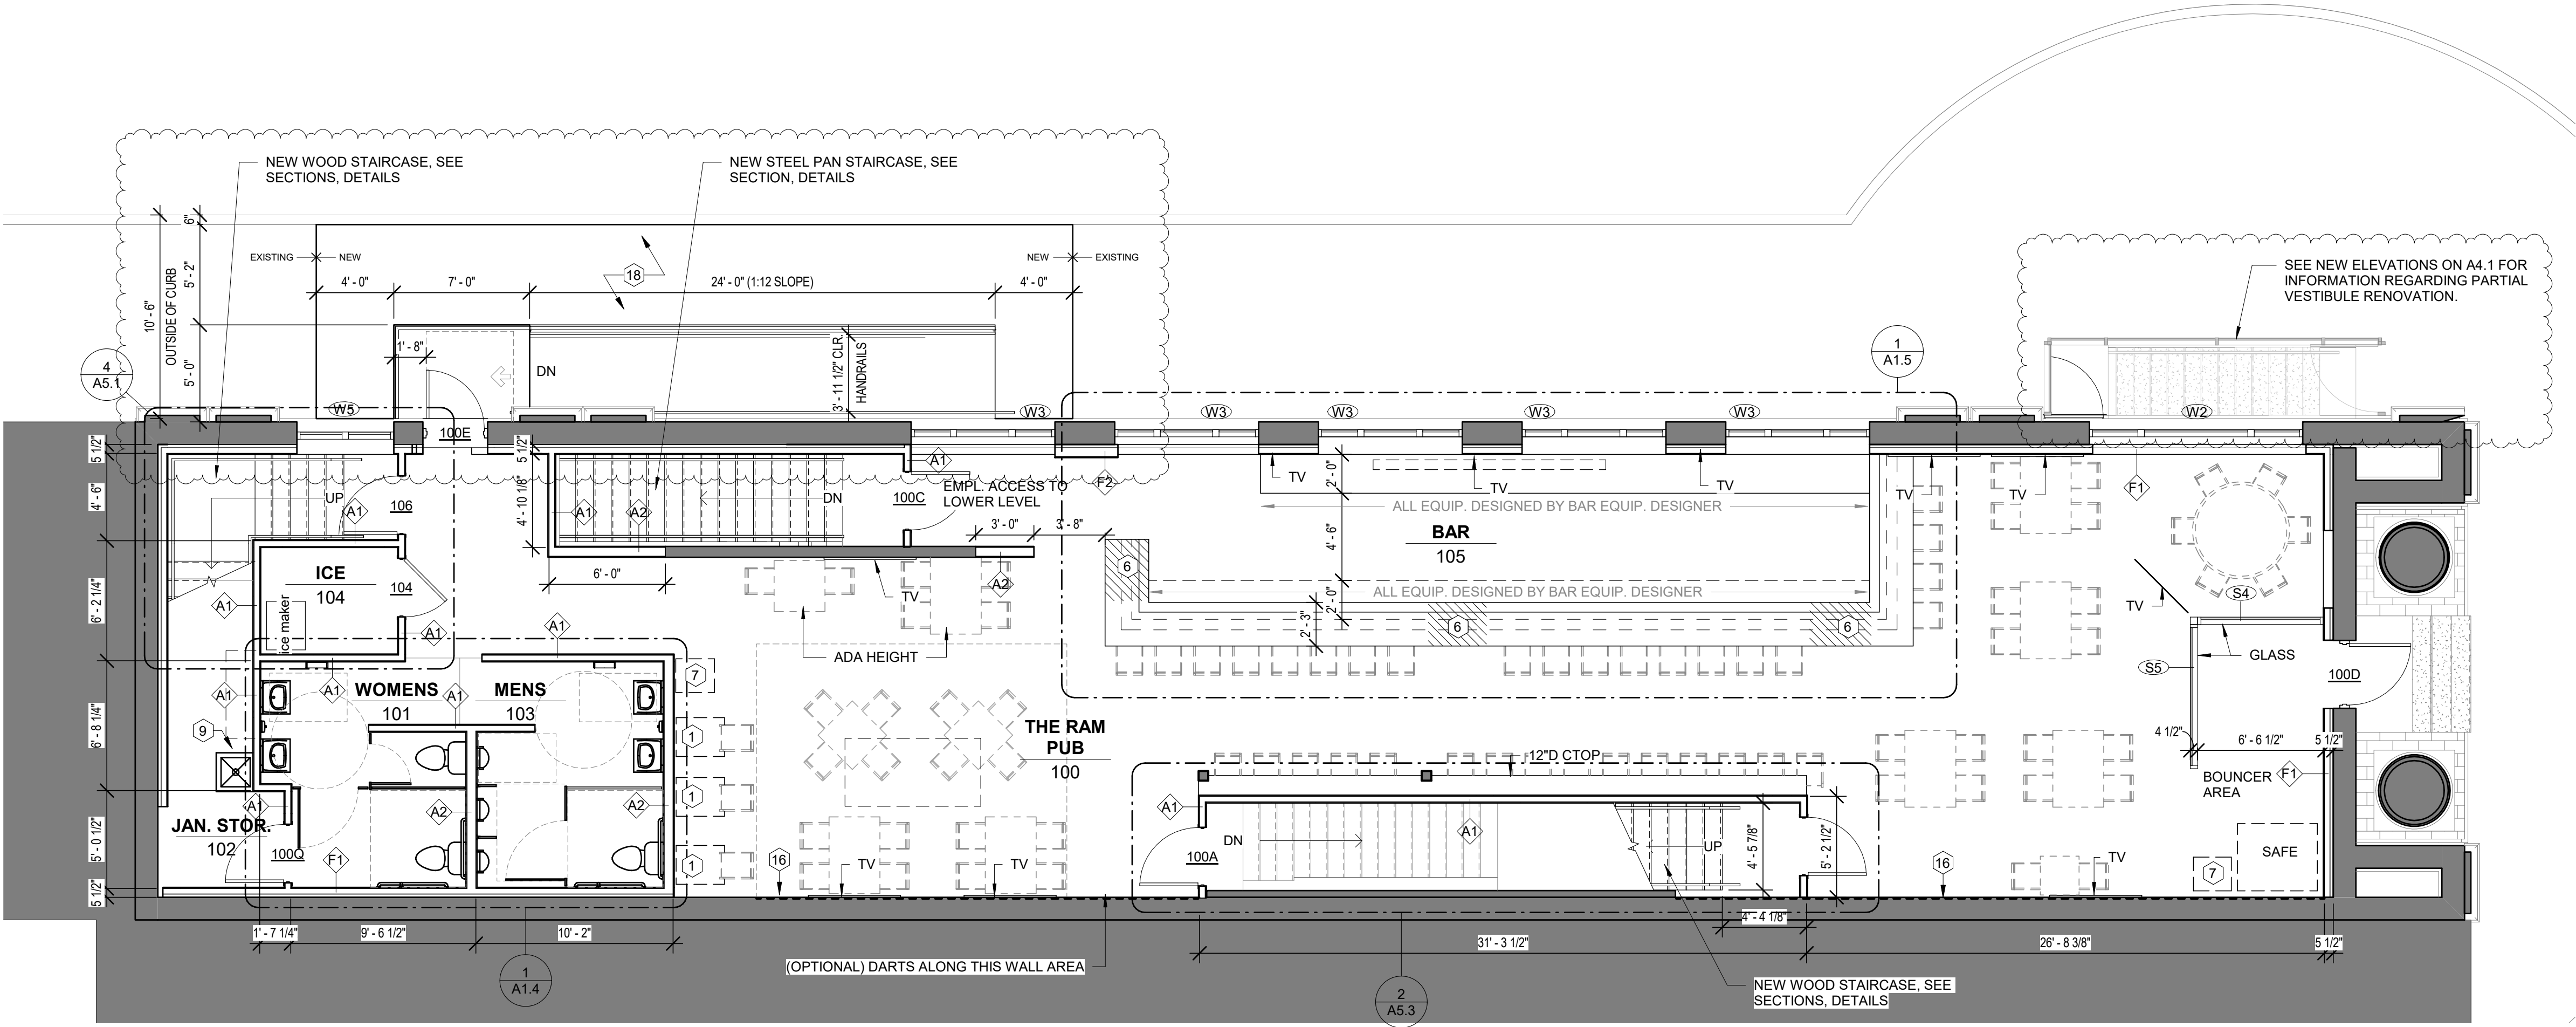 NEW WOOD STAIRCASE, SEE
SECTIONS, DETAILS
NEW STEEL PAN STAIRCASE, SEE
SECTION, DETAILS
SEE NEW ELEVATIONS ON A4.1 FOR
INFORMATION REGARDING PARTIAL
VESTIBULE RENOVATION.
6"
5' - 2"
10' - 6"
OUTSIDE OF CURB
5' - 0"
EXISTING
NEW
NEW
EXISTING
18
4' - 0"
7' - 0"
24' - 0" (1:12 SLOPE)
4' - 0"
1' - 8"
DN
3' - 11 1/2" CLR.
HANDRAILS
4
A5.1
1
A1.5
W5
100E
W3
W3
W3
W3
W3
W2
5 1/2"
4' - 6"
6' - 2 1/4"
6' - 8 1/4"
5' - 0 1/2"
5 1/2"
UP
106
A1
5 1/2"
4' - 10 1/8"
A1
A2
DN
100C
A1
EMPL. ACCESS TO
LOWER LEVEL
F2
3' - 0"
3' - 8"
6' - 0"
A2
TV
TV
TV
TV
TV
TV
F1
2' - 0"
4' - 6"
2' - 0"
2' - 3"
ALL EQUIP. DESIGNED BY BAR EQUIP. DESIGNER
BAR
105
ALL EQUIP. DESIGNED BY BAR EQUIP. DESIGNER
6
6
6
ICE
104
104
ice maker
A1
A1
A1
ADA HEIGHT
TV
S4
GLASS
S5
100D
WOMENS
101
MENS
103
A1
A1
A1
7
1
1
1
9
THE RAM
PUB
100
12"D CTOP
4 1/2"
6' - 6 1/2"
5 1/2"
BOUNCER
AREA
F1
JAN. STOR.
102
A1
100Q
F1
A2
A2
16
TV
TV
A1
100A
DN
A1
UP
4' - 5 7/8"
5' - 2 1/2"
16
TV
7
SAFE
1' - 7 1/4"
9' - 6 1/2"
10' - 2"
31' - 3 1/2"
4' - 4 1/8"
26' - 8 3/8"
5 1/2"
(OPTIONAL) DARTS ALONG THIS WALL AREA
1
A1.4
2
A5.3
NEW WOOD STAIRCASE, SEE
SECTIONS, DETAILS